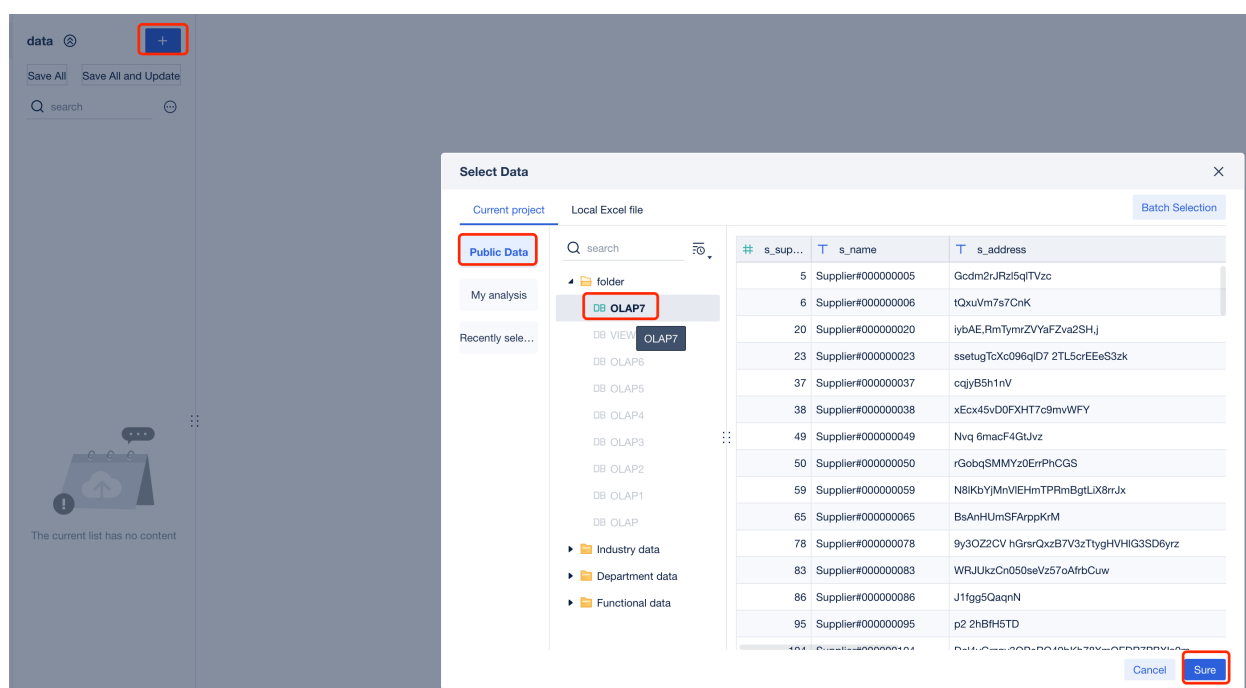 data
+
Save All
Save All and Update
search
The current list has no content
Select Data
Current project
Local Excel file
Batch Selection
Public Data
My analysis
Recently sele...
search
folder
DB OLAP7
DB VIEW
OLAP7
DB OLAP6
DB OLAP5
DB OLAP4
DB OLAP3
DB OLAP2
DB OLAP1
DB OLAP
Industry data
Department data
Functional data
# s_sup... T s_name T s_address
5 Supplier#000000005 Gcdm2rJRzl5qlTVzc
6 Supplier#000000006 tQxuVm7s7CnK
20 Supplier#000000020 iybAE,RmTymrZVYaFZva2SH,j
23 Supplier#000000023 ssetugTcXc096qlD7 2TL5crEEeS3zk
37 Supplier#000000037 cqjyB5h1nV
38 Supplier#000000038 xEcx45vD0FXHT7c9mvWFY
49 Supplier#000000049 Nvq 6macF4GtJvz
50 Supplier#000000050 rGobqSMMYz0ErrPhCGS
59 Supplier#000000059 N8lKbYjMnVlEHmTPRmBgtLiX8rrJx
65 Supplier#000000065 BsAnHUmSFArppKrM
78 Supplier#000000078 9y3OZ2CV hGrsrQxzB7V3zTtygHVHlG3SD6yrz
83 Supplier#000000083 WRJUkzCn050seVz57oAfrbCuw
86 Supplier#000000086 J1fgg5QaqnN
95 Supplier#000000095 p2 2hBfH5TD
Cancel
Sure